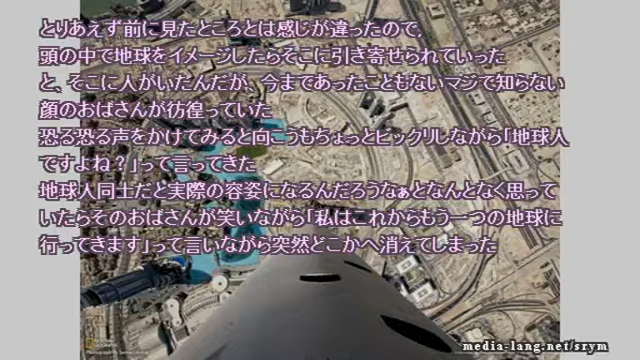 とりあえず前に見たところとは感じが違ったので,
頭の中で地球をイメージしたらそこに引き寄せられていった
と、そこに人がいたんだが、今まであったこともないマジで知らない
顔のおばさんが彷徨っていた
恐る恐る声をかけてみると向こうもちょっとビックリしながら「地球人
ですよね？」って言ってきた
地球人同士だと実際の容姿になるんだろうなぁとなんとなく思って
いたらそのおばさんが笑いながら「私はこれからもう一つの地球に
行ってきます」って言いながら突然どこかへ消えてしまった
media-lang.net/srym